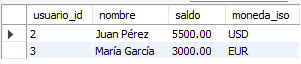 usuario_id nombre saldo moneda_iso
2 Juan Pérez 5500.00 USD
3 María García 3000.00 EUR